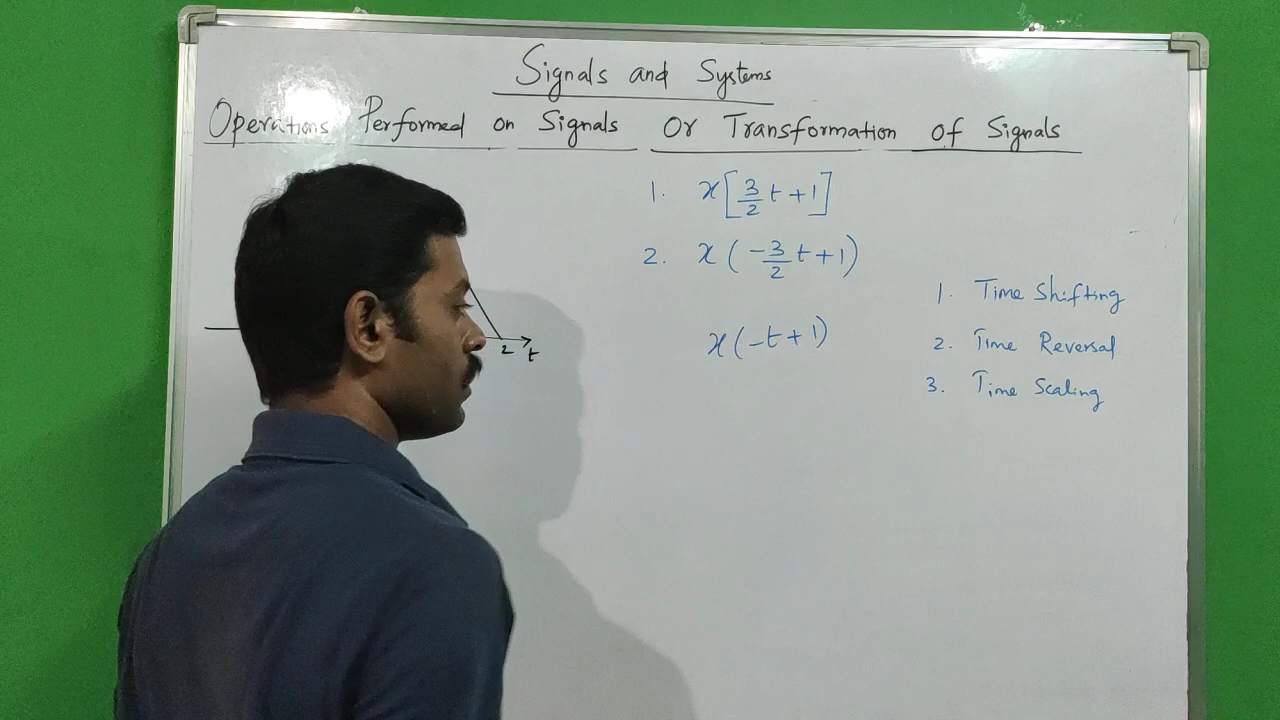 Signals and Systems
Operations Performed on Signals Or Transformation of Signals
1. x[3/2 t+1]
2. x(-3/2 t+1)
x(-t+1)
2 t
1. Time Shifting
2. Time Reversal
3. Time Scaling